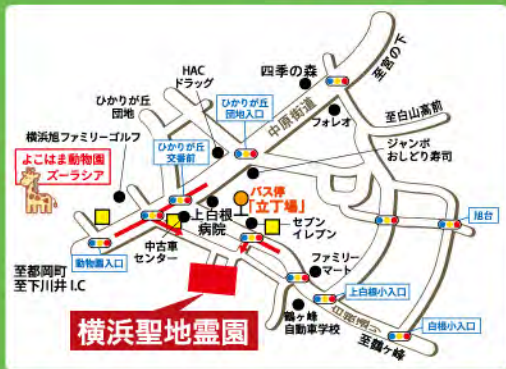 HAC
ドラッグ
四季の森
至宮の下
ひかりが丘
団地
ひかりが丘
団地入口
中原街道
フォレオ
至白山高前
横浜旭ファミリーゴルフ
ひかりが丘
交番前
ジャンボ
おしどり寿司
よこはま動物園
ズーラシア
バス停
「立丁場」
上白根
病院
セブン
イレブン
旭台
中古車
センター
動物園入口
至都岡町
至下川井 I.C
ファミリー
マート
上白根小入口
横浜聖地霊園
鶴ヶ峰
自動車学校
白根小入口
至鶴ヶ峰